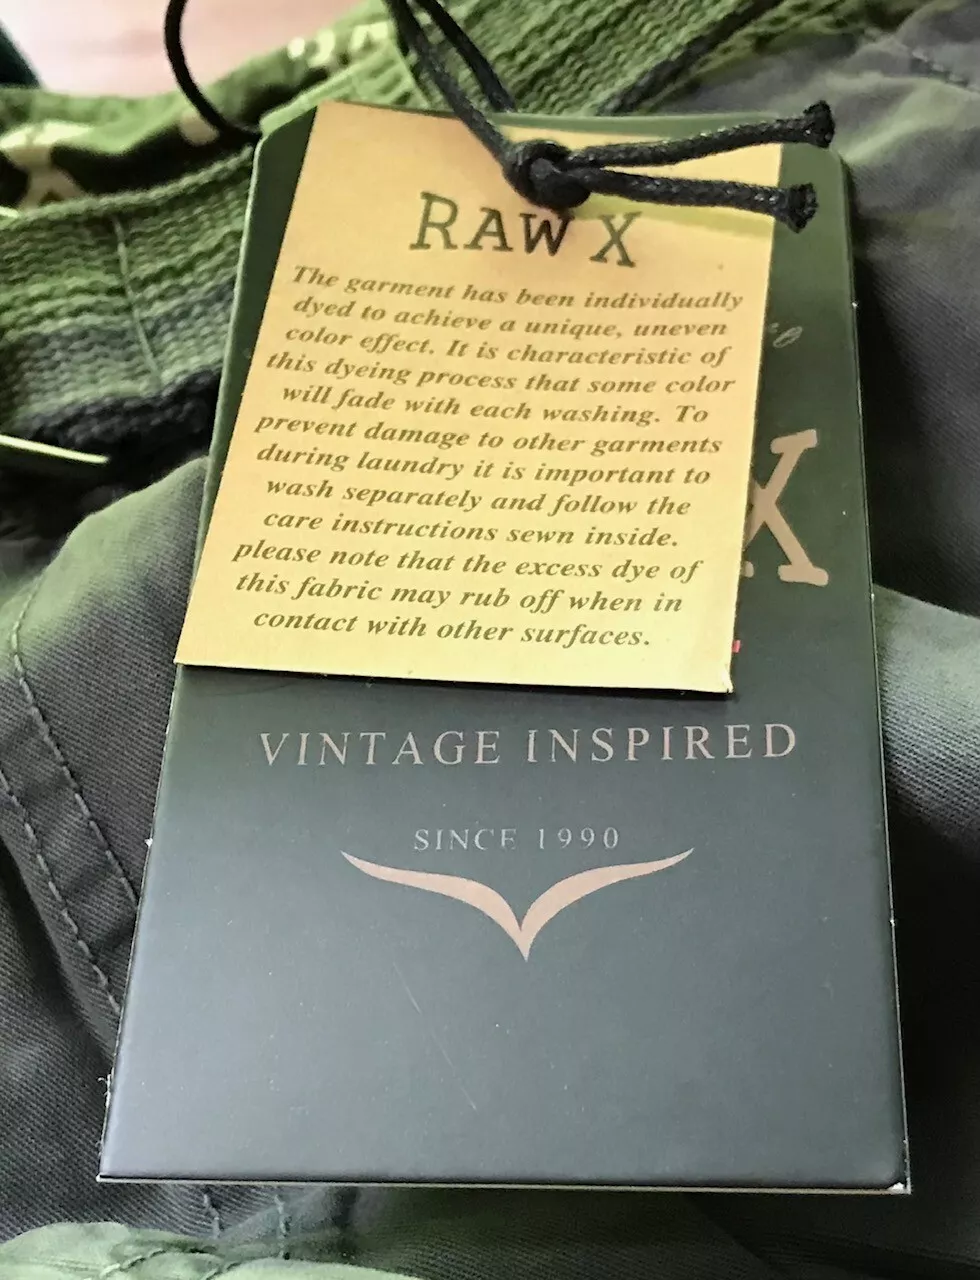 RAW X
The garment has been individually
dyed to achieve a unique, uneven
color effect. It is characteristic of
this dyeing process that some color
will fade with each washing. To
prevent damage to other garments
during laundry it is important to
wash separately and follow the
care instructions sewn inside.
please note that the excess dye of
this fabric may rub off when in
contact with other surfaces.
X
VINTAGE INSPIRED
SINCE 1990